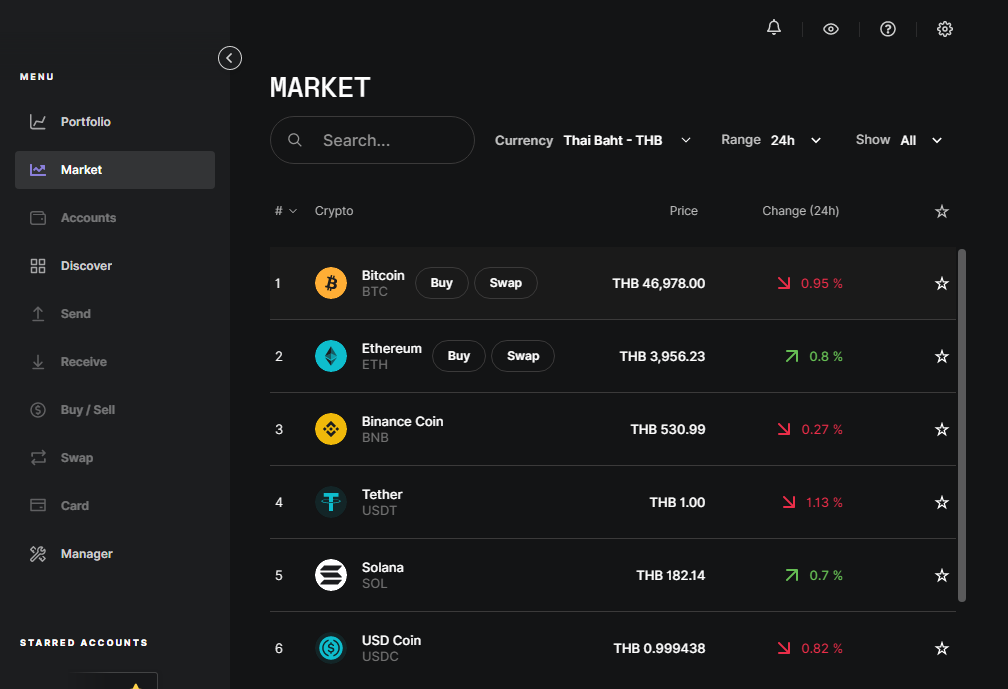 MENU
Portfolio
Market
Accounts
Discover
Send
Receive
Buy / Sell
Swap
Card
Manager
STARRED ACCOUNTS
MARKET
Search...
Currency Thai Baht - THB
Range 24h
Show All
# Crypto Price Change (24h)
1 Bitcoin BTC Buy Swap THB 46,978.00 0.95 %
2 Ethereum ETH Buy Swap THB 3,956.23 0.8 %
3 Binance Coin BNB THB 530.99 0.27 %
4 Tether USDT THB 1.00 1.13 %
5 Solana SOL THB 182.14 0.7 %
6 USD Coin USDC THB 0.999438 0.82 %